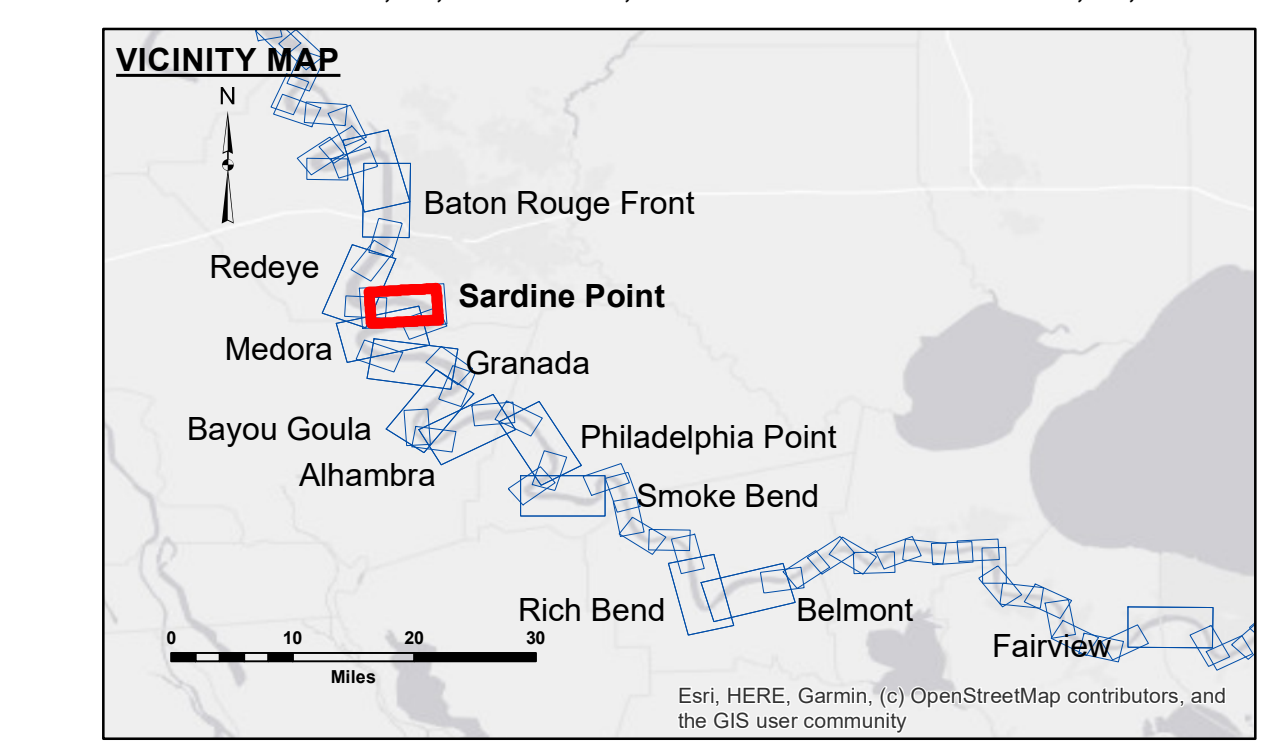 VICINITY MAP
N
Baton Rouge Front
Redeye
Sardine Point
Medora
Granada
Bayou Goula
Philadelphia Point
Alhambra
Smoke Bend
Rich Bend
Belmont
Fairview
0 10 20 30
Miles
Esri, HERE, Garmin, (c) OpenStreetMap contributors, and
the GIS user community